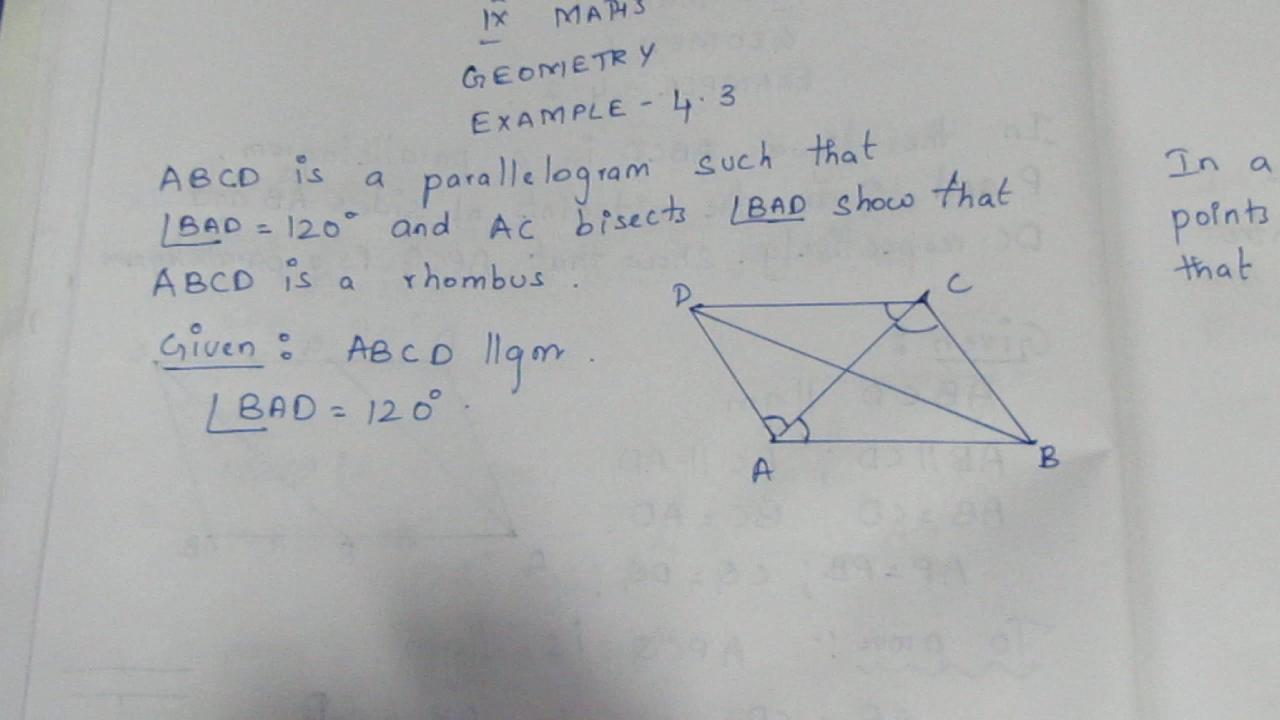 IX MATHS
GEOMETRY
EXAMPLE - 4.3
ABCD is a parallelogram such that
∠BAD = 120° and AC bisects ∠BAD show that
ABCD is a rhombus.
Given : ABCD ||gm.
∠BAD = 120°.
D
C
A
B
In a
points
that